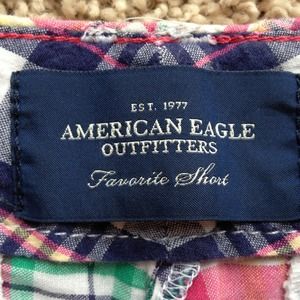 EST. 1977
AMERICAN EAGLE
OUTFITTERS
Favorite Short